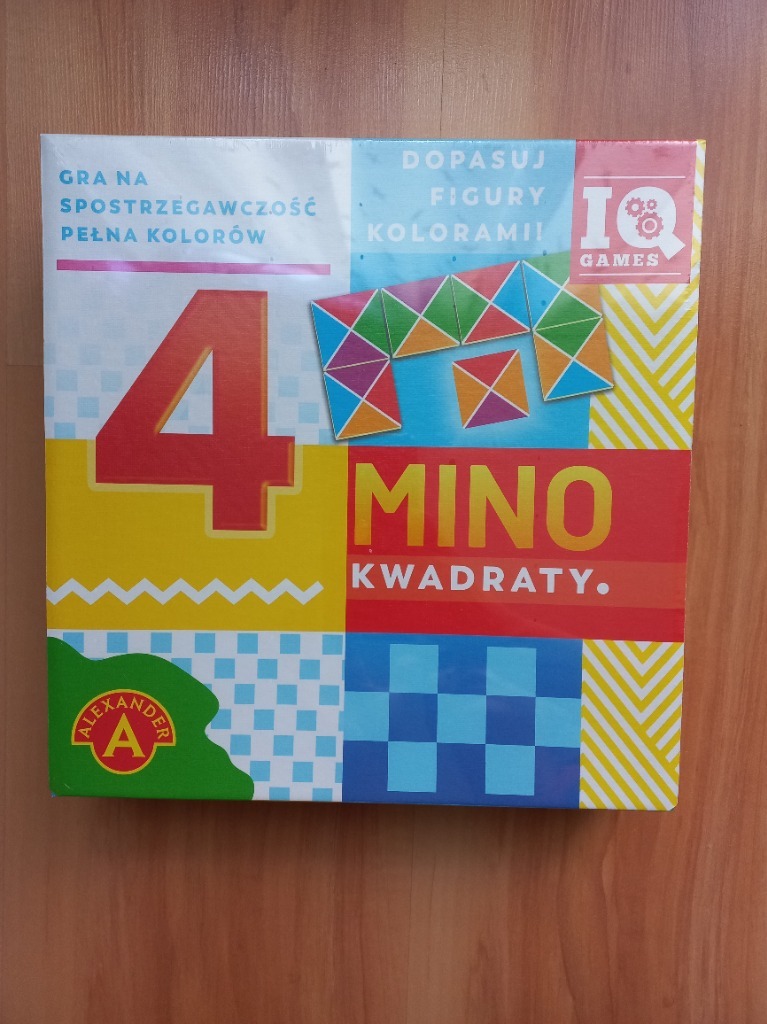 GRA NA
SPOSTRZEGAWCZOŚĆ
PEŁNA KOLORÓW
DOPASUJ
FIGURY
KOLORAMI!
IQ
GAMES
4
MINO
KWADRATY.
ALEXANDER
A